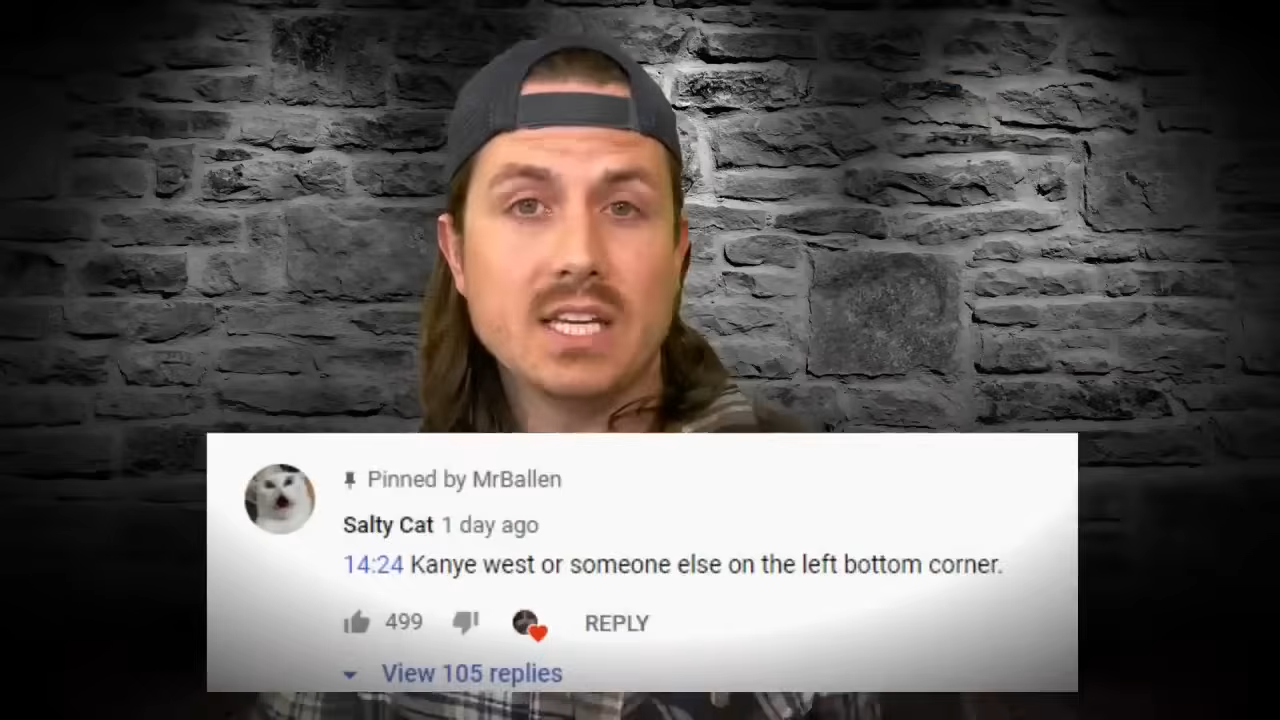 Pinned by MrBallen
Salty Cat 1 day ago
14:24 Kanye west or someone else on the left bottom corner.
499 REPLY
View 105 replies